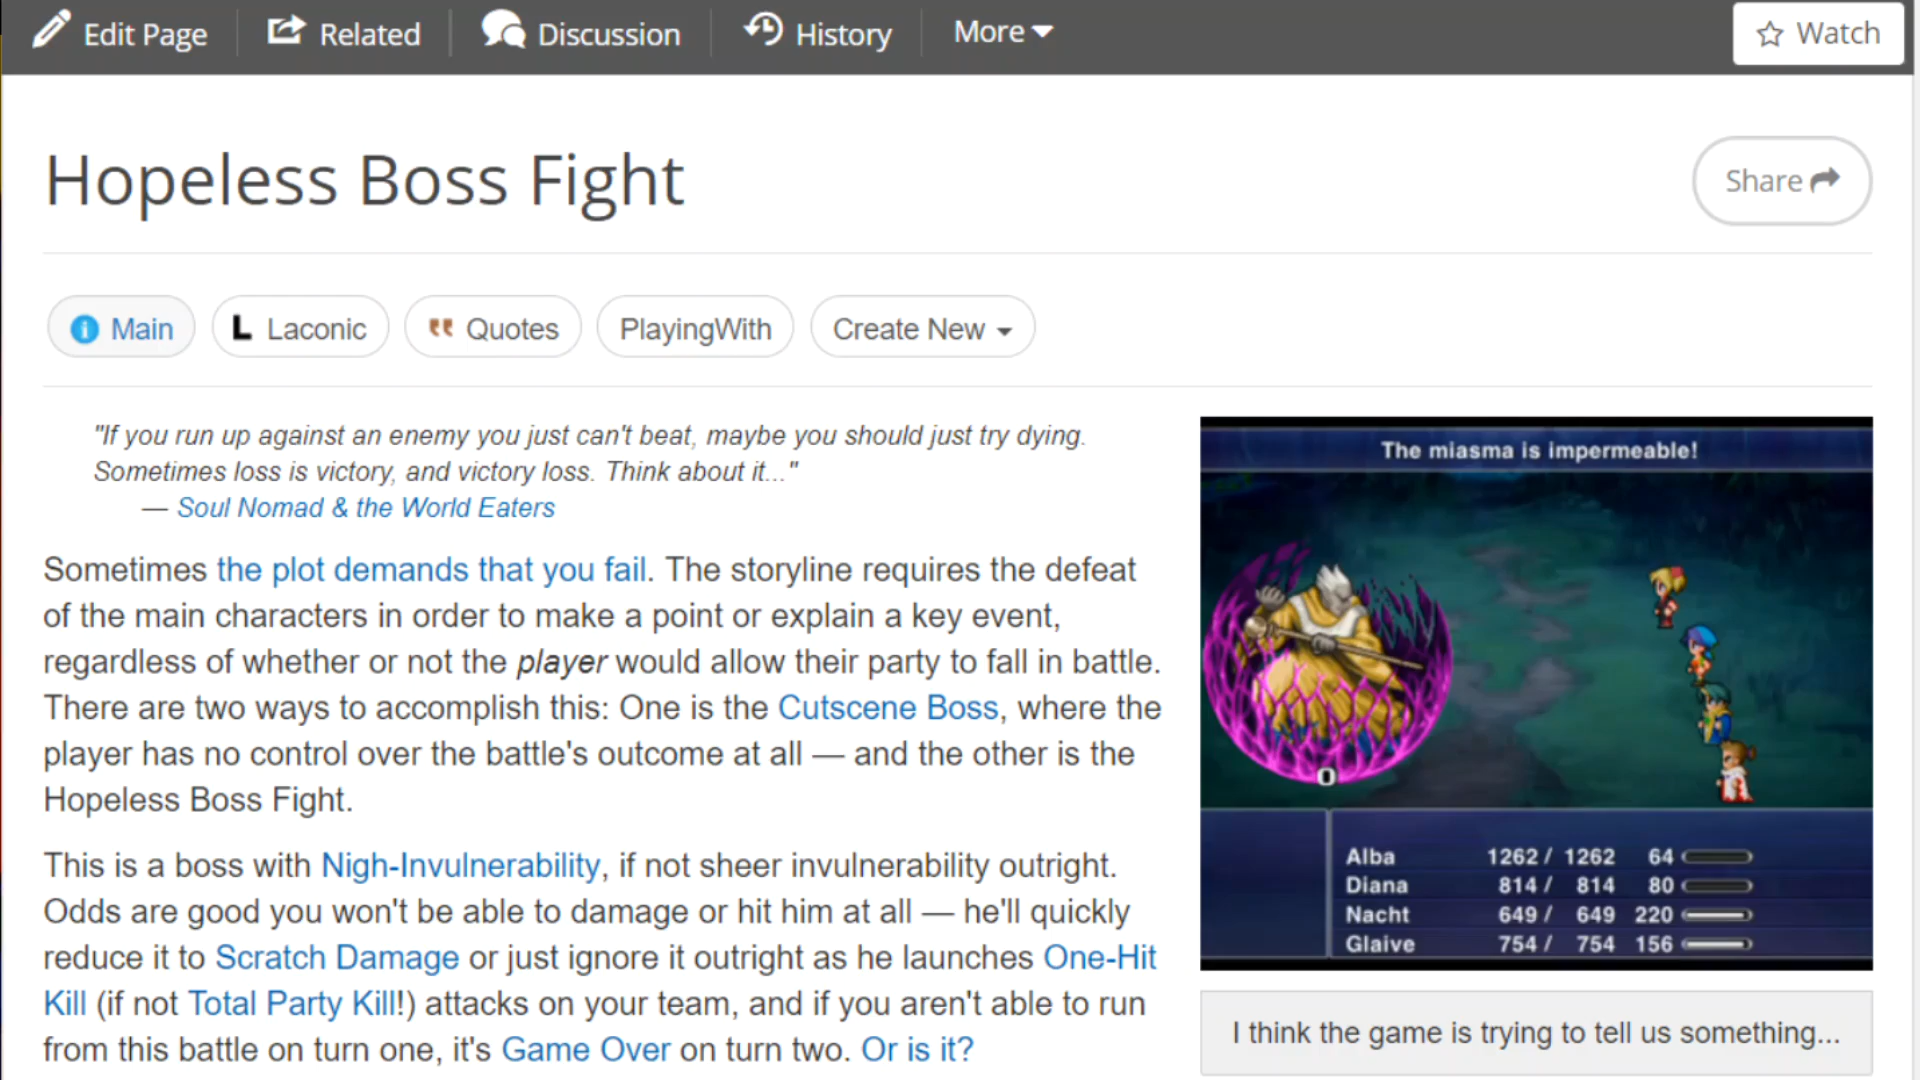 Edit Page
Related
Discussion
History
More
Watch
Hopeless Boss Fight
Share
Main
Laconic
Quotes
PlayingWith
Create New
"If you run up against an enemy you just can't beat, maybe you should just try dying.
Sometimes loss is victory, and victory loss. Think about it..."
— Soul Nomad & the World Eaters
Sometimes the plot demands that you fail. The storyline requires the defeat
of the main characters in order to make a point or explain a key event,
regardless of whether or not the player would allow their party to fall in battle.
There are two ways to accomplish this: One is the Cutscene Boss, where the
player has no control over the battle's outcome at all — and the other is the
Hopeless Boss Fight.
This is a boss with Nigh-Invulnerability, if not sheer invulnerability outright.
Odds are good you won't be able to damage or hit him at all — he'll quickly
reduce it to Scratch Damage or just ignore it outright as he launches One-Hit
Kill (if not Total Party Kill!) attacks on your team, and if you aren't able to run
from this battle on turn one, it's Game Over on turn two. Or is it?
The miasma is impermeable!
0
Alba 1262 / 1262 64
Diana 814 / 814 80
Nacht 649 / 649 220
Glaive 754 / 754 156
I think the game is trying to tell us something...